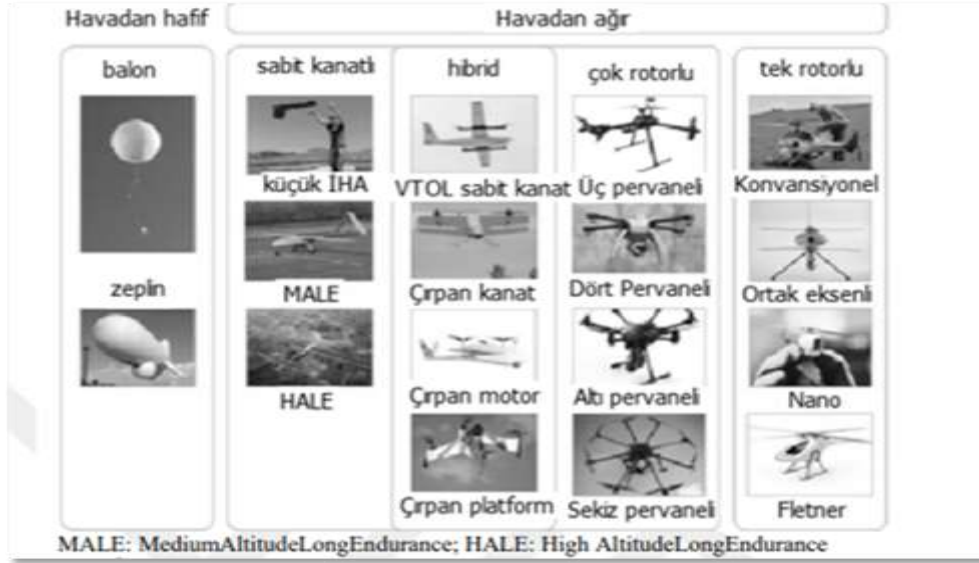 Havadan hafif
Havadan ağır
balon
sabit kanatlı
hibrid
çok rotorlu
tek rotorlu
küçük İHA
VTOL sabit kanat
Üç pervaneli
Konvansiyonel
zeplin
MALE
Çırpan kanat
Dört Pervaneli
Ortak eksenli
HALE
Çırpan motor
Altı pervaneli
Nano
Çırpan platform
Sekiz pervaneli
Fletner
MALE: MediumAltitudeLongEndurance; HALE: High AltitudeLongEndurance